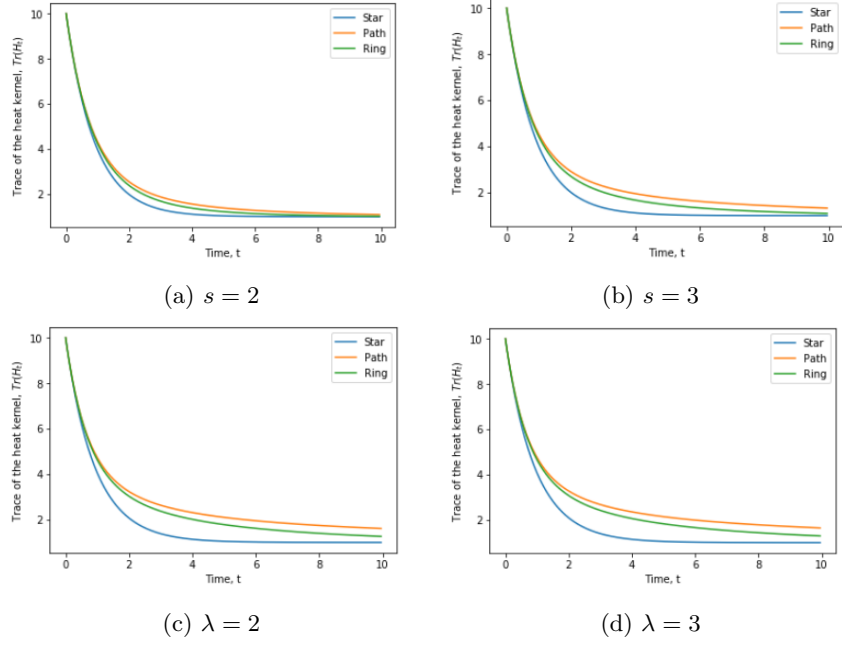 Trace of the heat kernel, Tr(Hₜ)
10
8
6
4
2
Star
Path
Ring
0 2 4 6 8 10
Time, t
(a) s = 2
Trace of the heat kernel, Tr(Hₜ)
10
8
6
4
2
Star
Path
Ring
0 2 4 6 8 10
Time, t
(b) s = 3
Trace of the heat kernel, Tr(Hₜ)
10
8
6
4
2
Star
Path
Ring
0 2 4 6 8 10
Time, t
(c) λ = 2
Trace of the heat kernel, Tr(Hₜ)
10
8
6
4
2
Star
Path
Ring
0 2 4 6 8 10
Time, t
(d) λ = 3